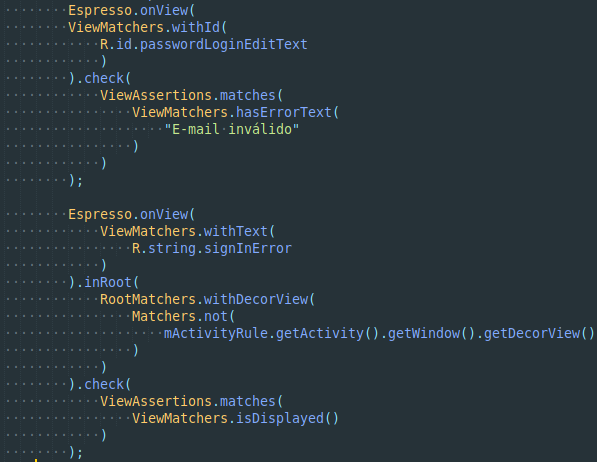 Espresso.onView(
ViewMatchers.withId(
R.id.passwordLoginEditText
)
).check(
ViewAssertions.matches(
ViewMatchers.hasErrorText(
"E-mail inválido"
)
)
);
Espresso.onView(
ViewMatchers.withText(
R.string.signInError
)
).inRoot(
RootMatchers.withDecorView(
Matchers.not(
mActivityRule.getActivity().getWindow().getDecorView()
)
)
).check(
ViewAssertions.matches(
ViewMatchers.isDisplayed()
)
);